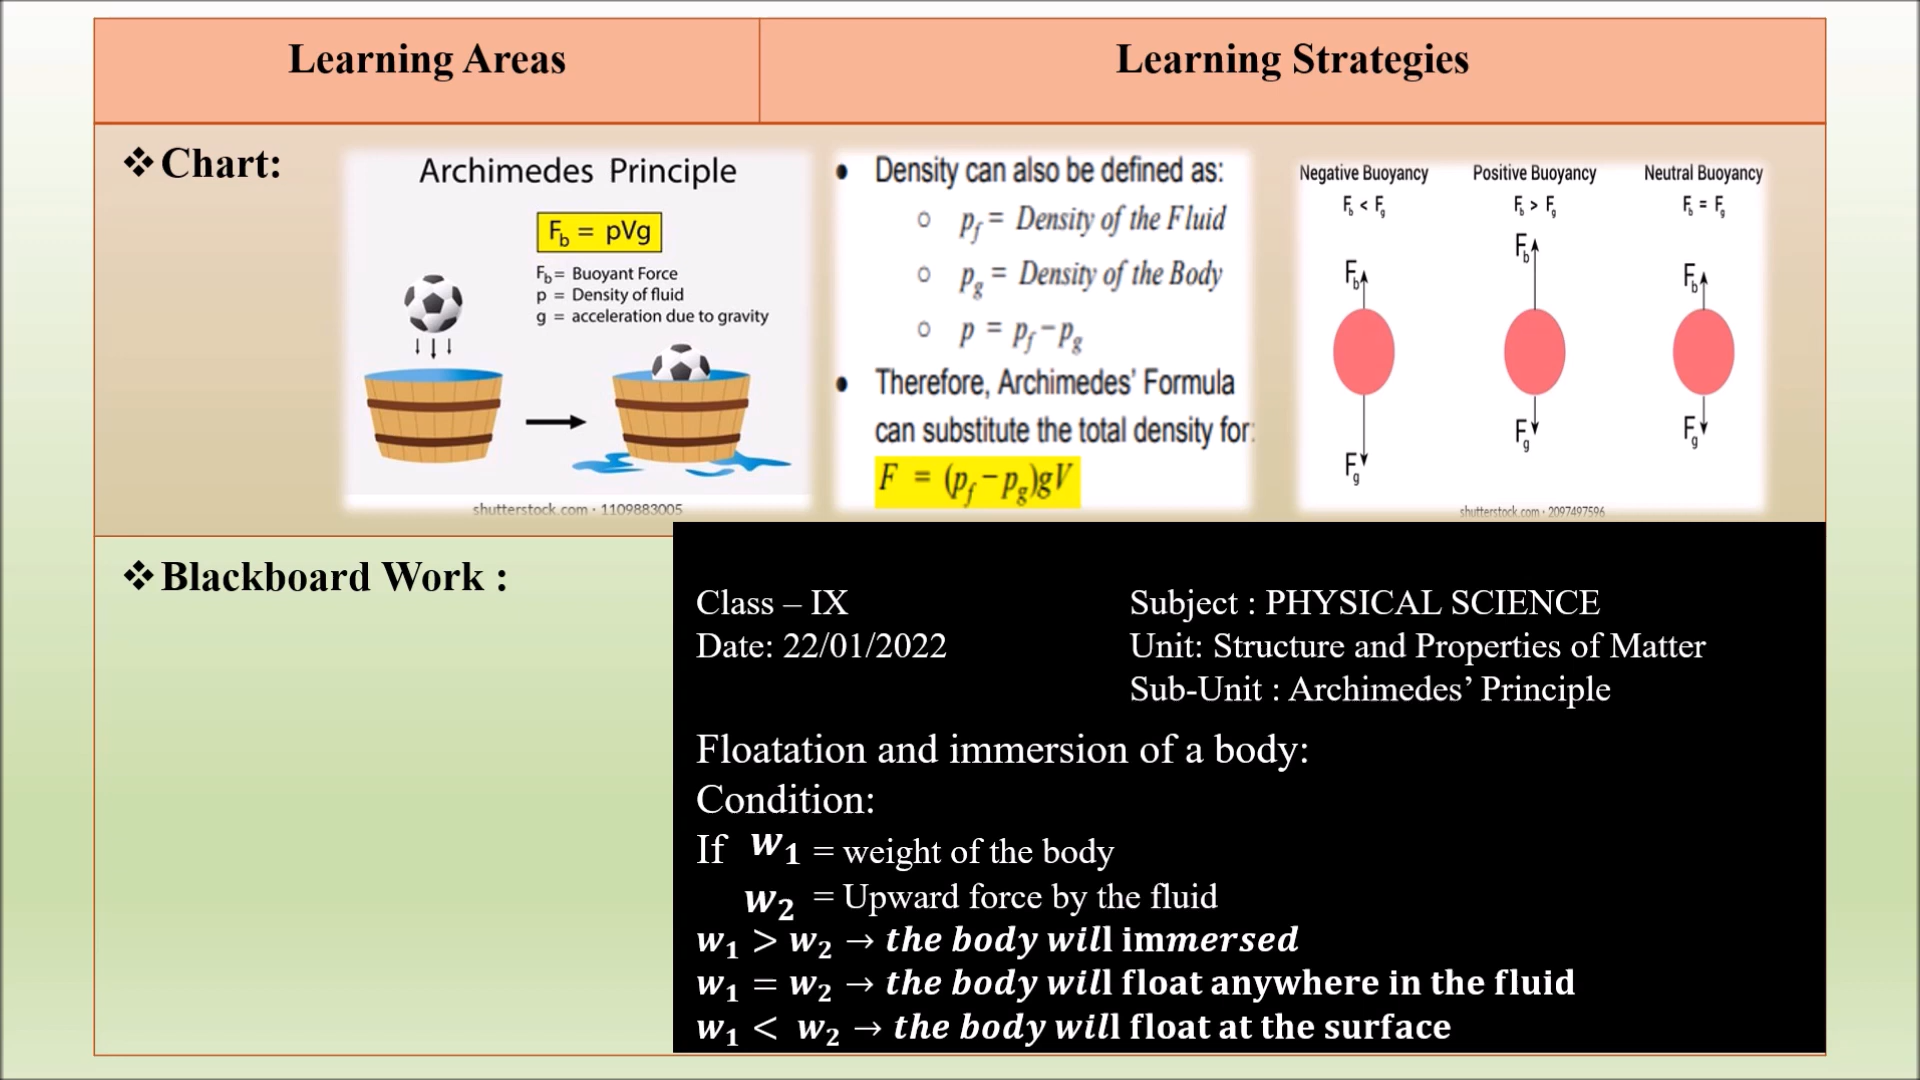 Learning Areas
Learning Strategies
❖ Chart:
Archimedes Principle
Fb = pVg
Fb = Buoyant Force
p = Density of fluid
g = acceleration due to gravity
shutterstock.com · 1109883005
● Density can also be defined as:
○ pf = Density of the Fluid
○ pg = Density of the Body
○ p = pf − pg
● Therefore, Archimedes' Formula
can substitute the total density for:
F = (pf − pg)gV
Negative Buoyancy
Fb < Fg
Fb
Fg
Positive Buoyancy
Fb > Fg
Fb
Fg
Neutral Buoyancy
Fb = Fg
Fb
Fg
shutterstock.com · 2097497596
❖ Blackboard Work :
Class – IX
Date: 22/01/2022
Subject : PHYSICAL SCIENCE
Unit: Structure and Properties of Matter
Sub-Unit : Archimedes’ Principle
Floatation and immersion of a body:
Condition:
If w₁ = weight of the body
w₂ = Upward force by the fluid
w₁ > w₂ → the body will immersed
w₁ = w₂ → the body will float anywhere in the fluid
w₁ < w₂ → the body will float at the surface